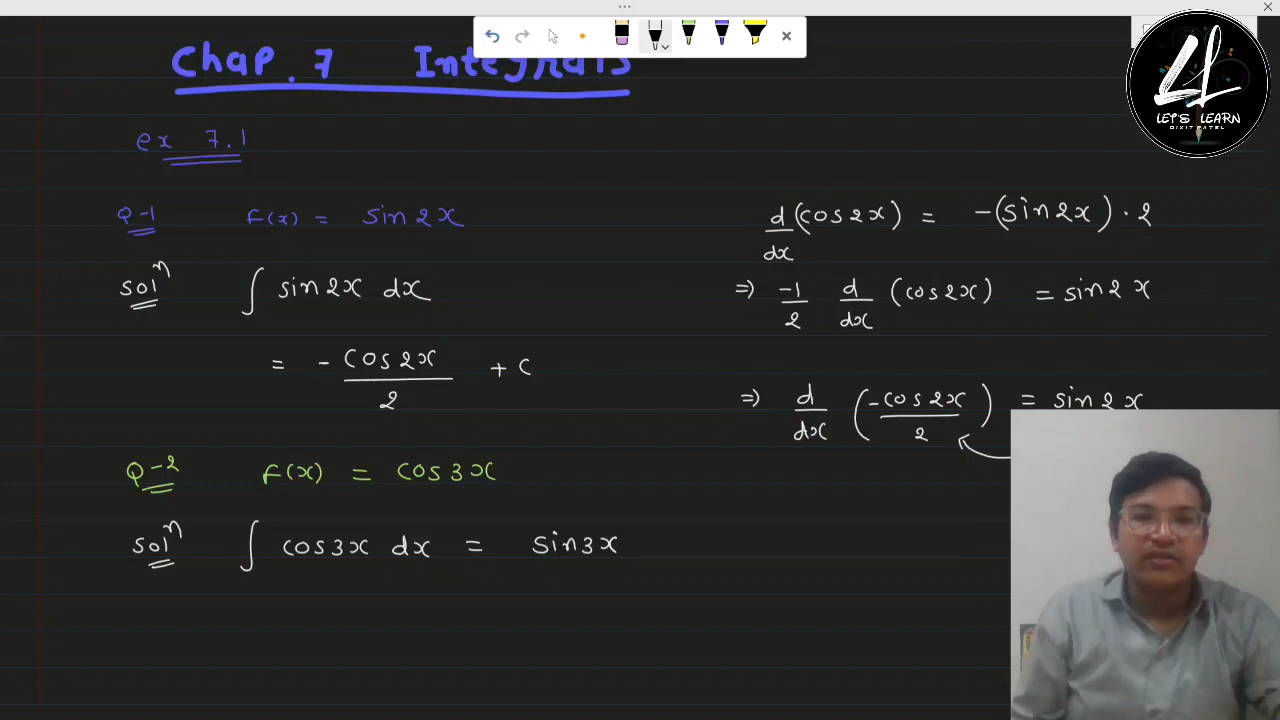 Chap. 7 Integrals
LET'S LEARN
DIXIT PATEL
ex 7.1
Q-1 F(x) = sin 2x
solⁿ ∫ sin 2x dx
= - cos 2x / 2 + C
d/dx (cos 2x) = -(sin 2x) · 2
⇒ -1/2 d/dx (cos 2x) = sin 2x
⇒ d/dx (-cos 2x / 2) = sin 2x
Q-2 F(x) = cos 3x
solⁿ ∫ cos 3x dx = sin 3x